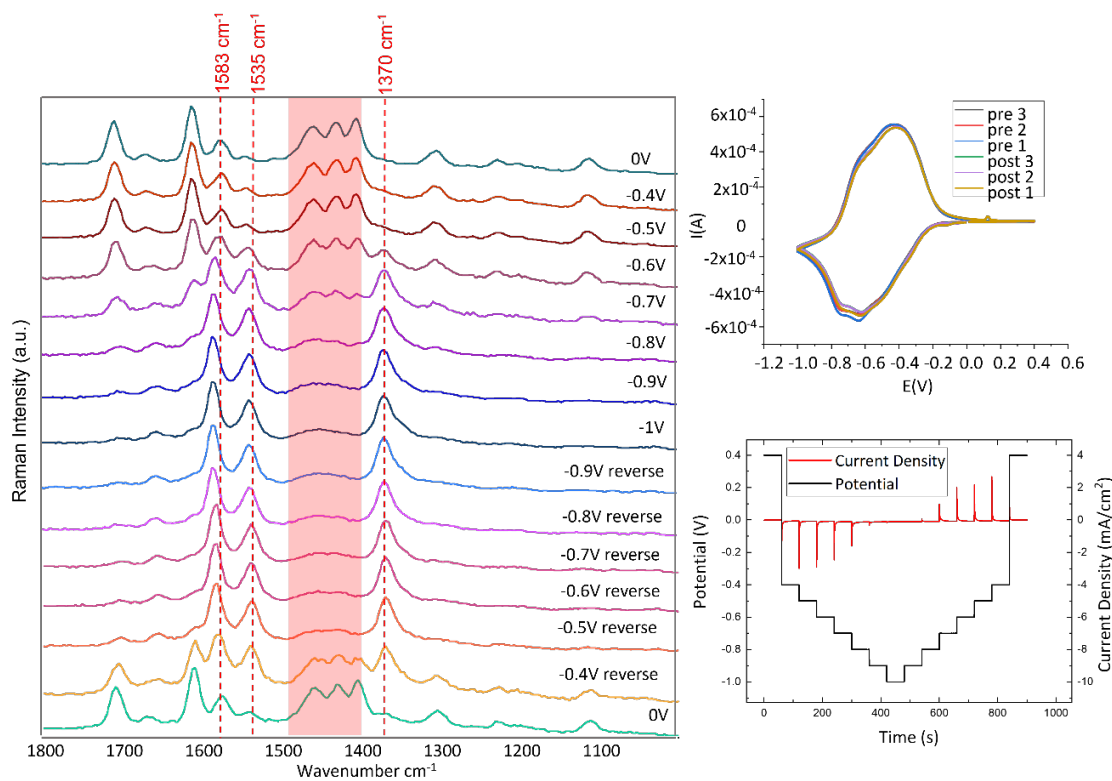 1583 cm-1
1535 cm-1
1370 cm-1
0V
-0.4V
-0.5V
-0.6V
-0.7V
-0.8V
-0.9V
-1V
-0.9V reverse
-0.8V reverse
-0.7V reverse
-0.6V reverse
-0.5V reverse
-0.4V reverse
0V
Raman Intensity (a.u.)
1800 1700 1600 1500 1400 1300 1200 1100
Wavenumber cm-1
6x10-4
4x10-4
2x10-4
0
-2x10-4
-4x10-4
-6x10-4
I(A)
pre 3
pre 2
pre 1
post 3
post 2
post 1
-1.2 -1.0 -0.8 -0.6 -0.4 -0.2 0.0 0.2 0.4 0.6
E(V)
0.4
0.2
0.0
-0.2
-0.4
-0.6
-0.8
-1.0
Potential (V)
Current Density
Potential
4
2
0
-2
-4
-6
-8
-10
Current Density (mA/cm2)
0 200 400 600 800 1000
Time (s)